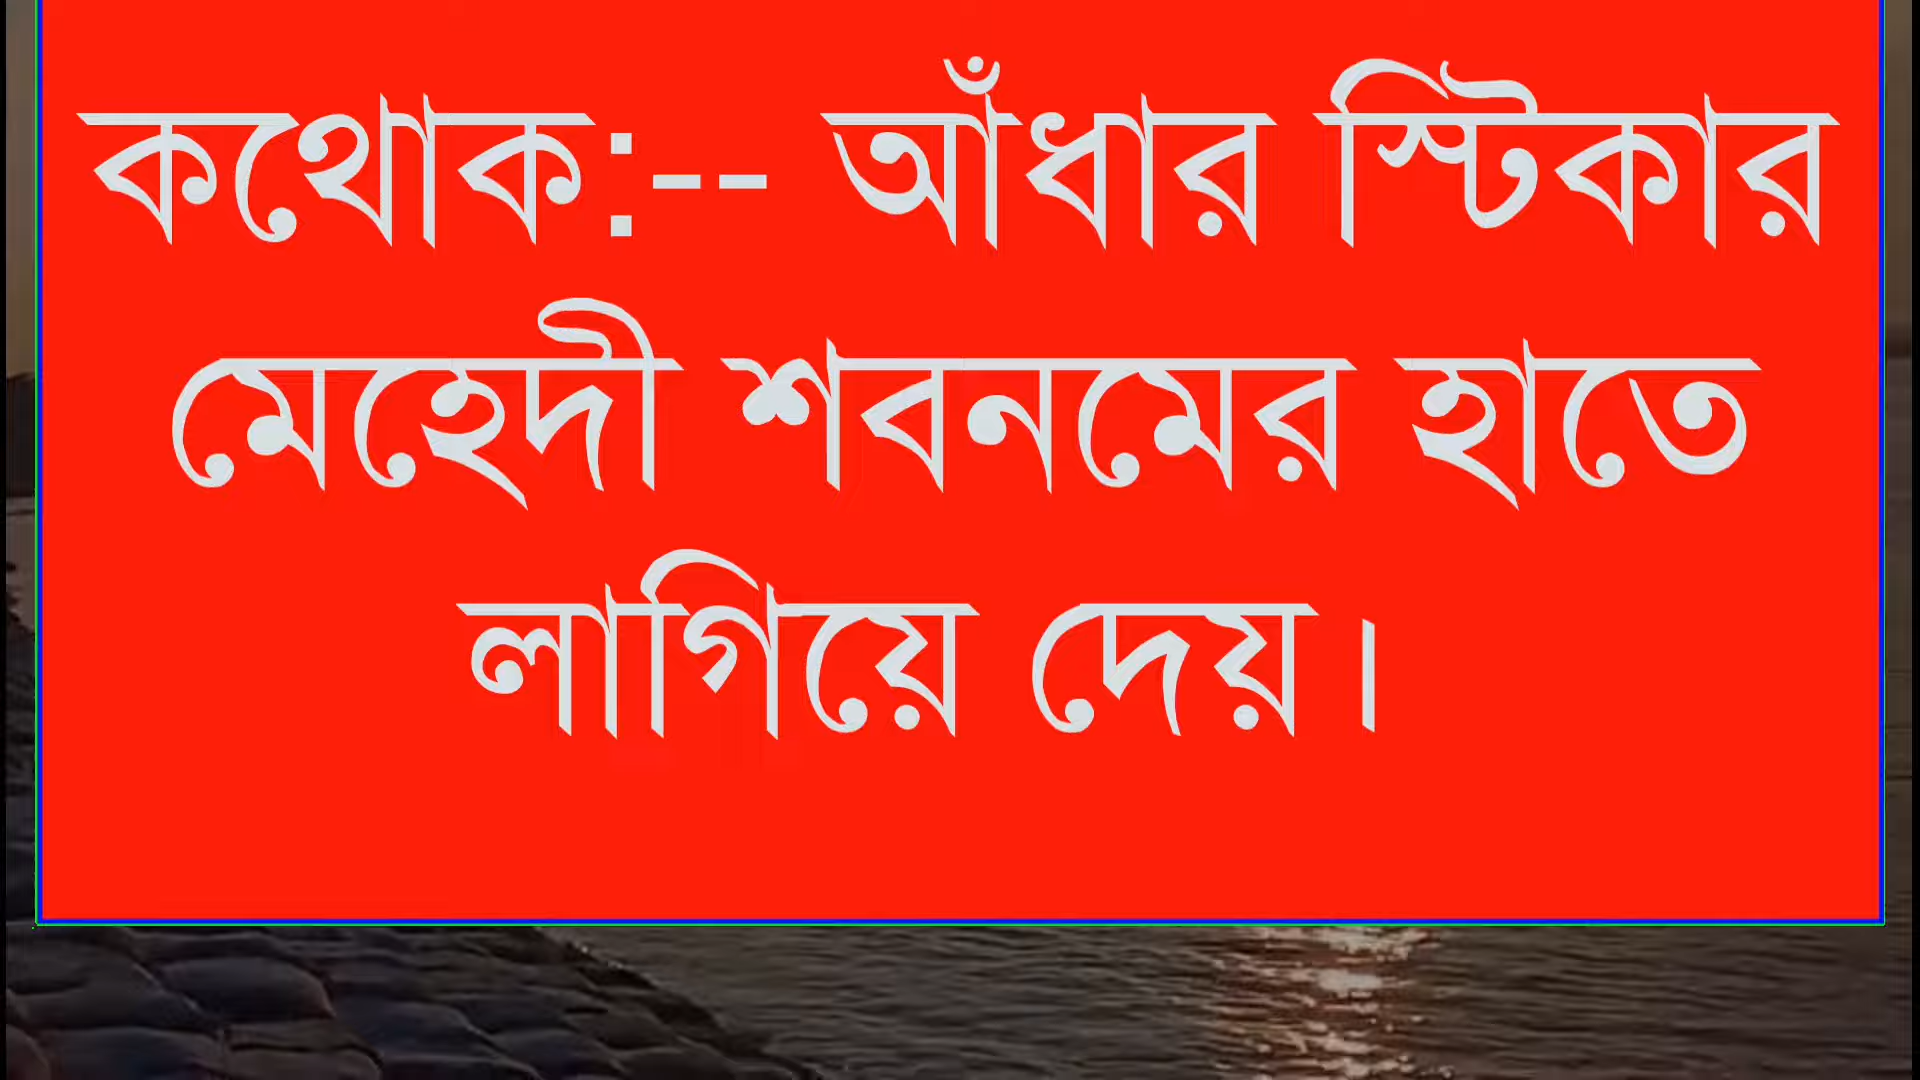 কথোক:-- আঁধার স্টিকার
মেহেদী শবনমের হাতে
লাগিয়ে দেয়।